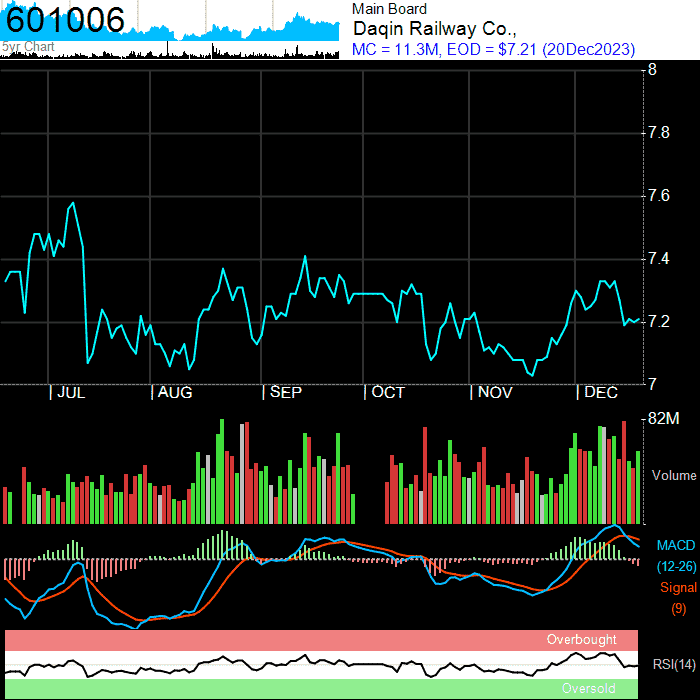 601006
5yr Chart
Main Board
Daqin Railway Co.,
MC = 11.3M, EOD = $7.21 (20Dec2023)
8
7.8
7.6
7.4
7.2
7
| JUL | AUG | SEP | OCT | NOV | DEC
82M
Volume
MACD
(12-26)
Signal
(9)
Overbought
RSI(14)
Oversold